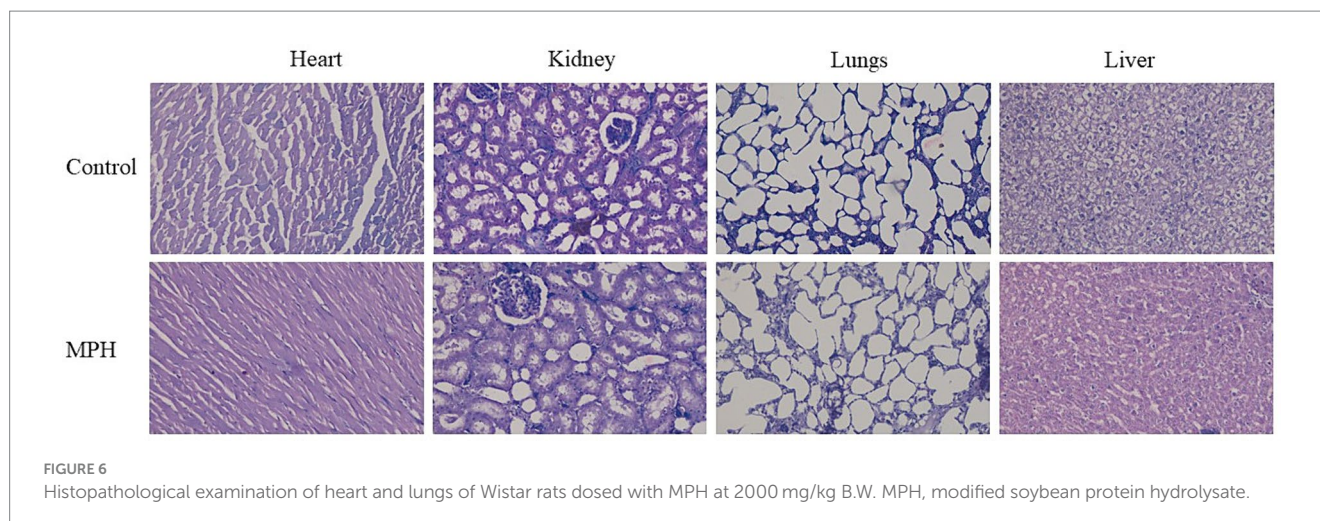 Heart Kidney Lungs Liver
Control
MPH
FIGURE 6
Histopathological examination of heart and lungs of Wistar rats dosed with MPH at 2000 mg/kg B.W. MPH, modified soybean protein hydrolysate.